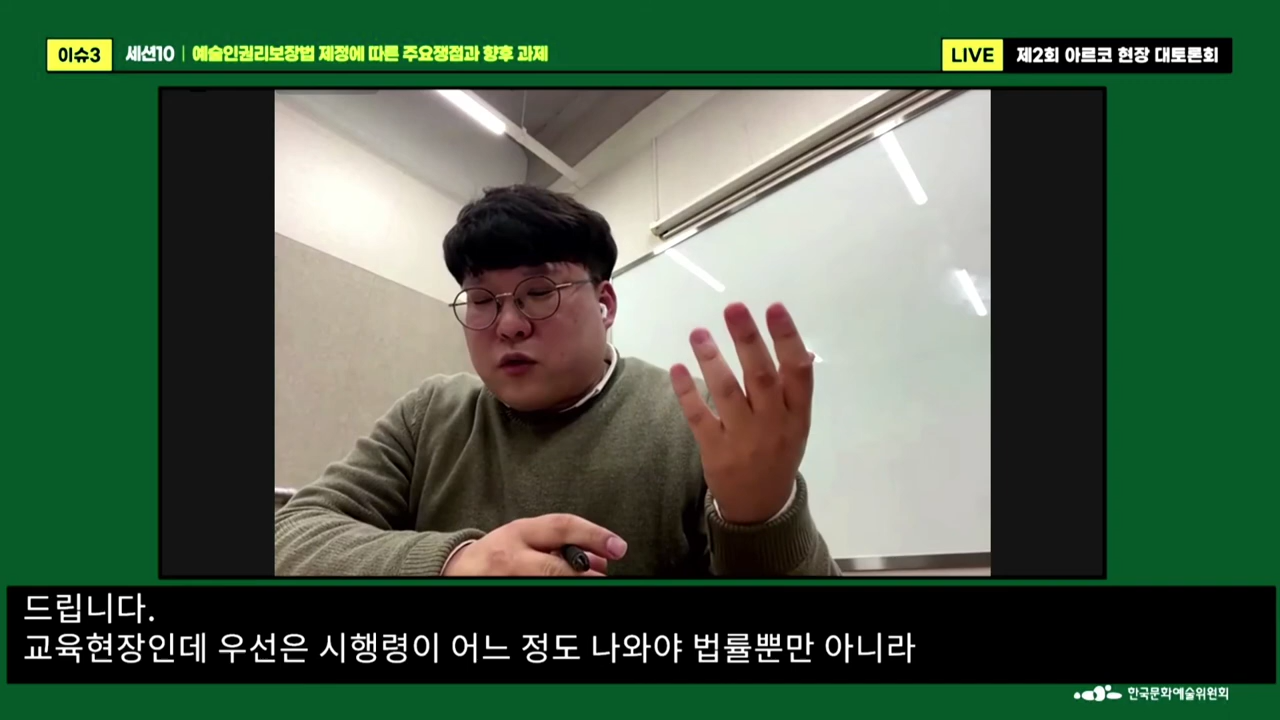 이슈3
세션10 | 예술인권리보장법 제정에 따른 주요쟁점과 향후 과제
LIVE
제2회 아르코 현장 대토론회
드립니다.
교육현장인데 우선은 시행령이 어느 정도 나와야 법률뿐만 아니라
한국문화예술위원회